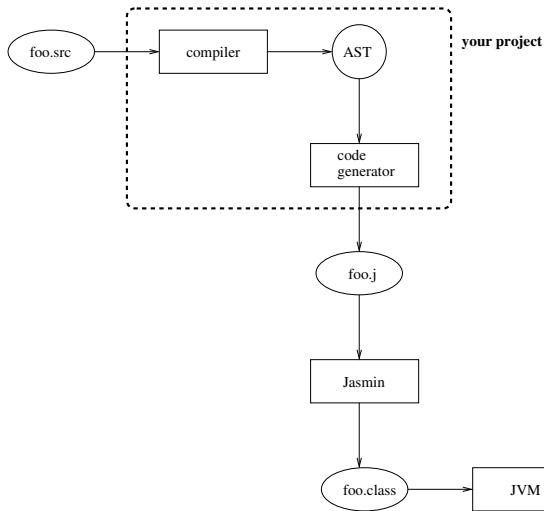 foo.src
compiler
AST
your project
code
generator
foo.j
Jasmin
foo.class
JVM